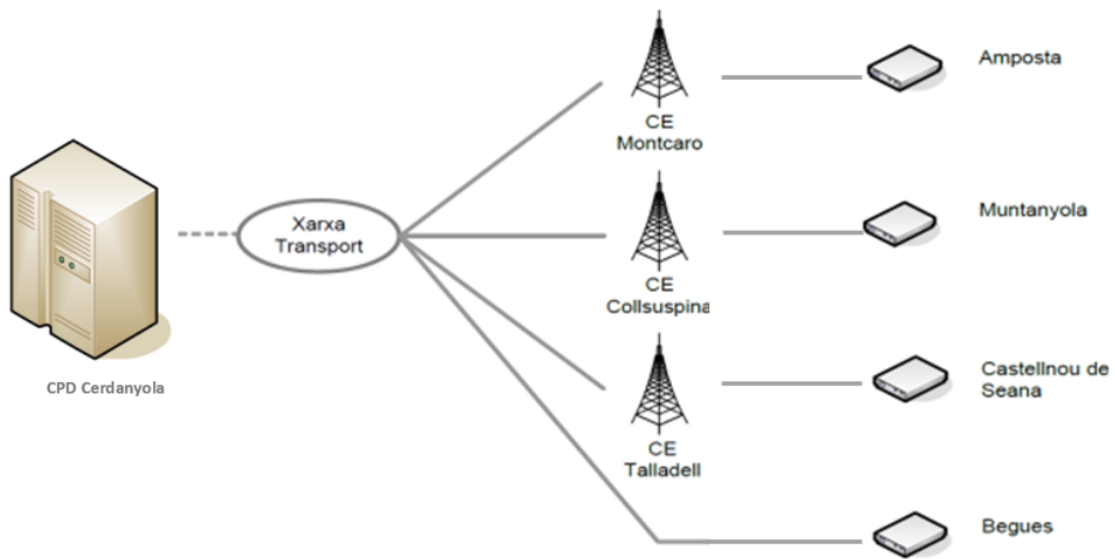 Amposta
CE
Montcaro
Muntanyola
Xarxa
Transport
CE
Collsuspina
CPD Cerdanyola
Castellnou de
Seana
CE
Talladell
Begues